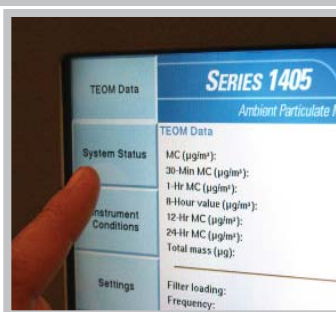 TEOM Data
System Status
Instrument
Conditions
Settings
SERIES 1405
Ambient Particulate
TEOM Data
MC (µg/m³):
30-Min MC (µg/m³):
1-Hr MC (µg/m³):
8-Hour value (µg/m³):
12-Hr MC (µg/m³):
24-Hr MC (µg/m³):
Total mass (µg):
Filter loading:
Frequency: